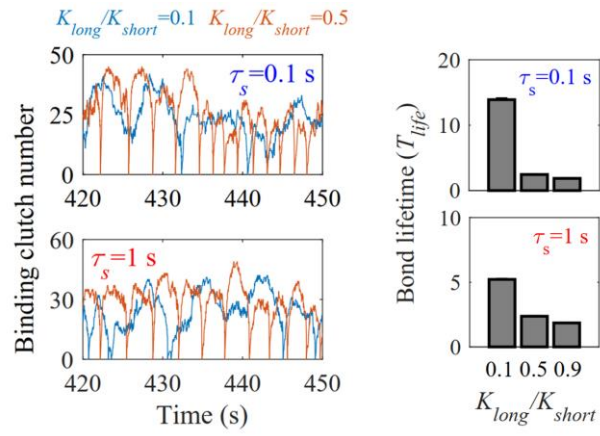 K_long/K_short=0.1 K_long/K_short=0.5
τ_s=0.1 s
75
50
25
0
420 430 440 450
τ_s=1 s
60
30
0
420 430 440 450
Time (s)
Binding clutch number
τ_s=0.1 s
20
10
0
τ_s=1 s
10
5
0
0.1 0.5 0.9
K_long/K_short
Bond lifetime (T_life)